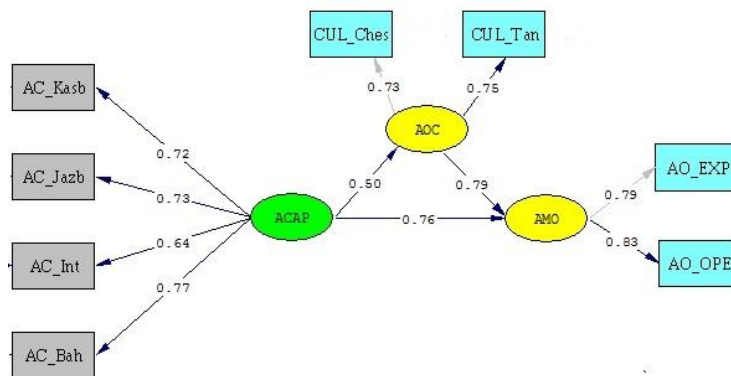 CUL_Ches
CUL_Tan
AC_Kasb
0.73
0.75
AOC
0.72
AC_Jazb
AO_EXP
0.73
0.50
0.79
0.79
ACAP
0.76
AMO
0.64
0.83
AC_Int
AO_OPE
0.77
AC_Bah